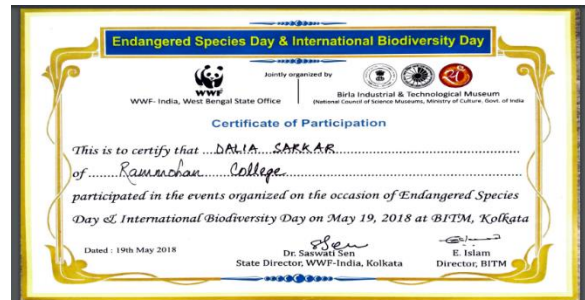 Endangered Species Day & International Biodiversity Day
Jointly organized by
WWF
WWF- India, West Bengal State Office
Birla Industrial & Technological Museum
(National Council of Science Museums, Ministry of Culture, Govt. of India
Certificate of Participation
This is to certify that DALIA SARKAR
of Rammohan College
participated in the events organized on the occasion of Endangered Species
Day & International Biodiversity Day on May 19, 2018 at BITM, Kolkata
Dated : 19th May 2018
Dr. Saswati Sen
State Director, WWF-India, Kolkata
E. Islam
Director, BITM